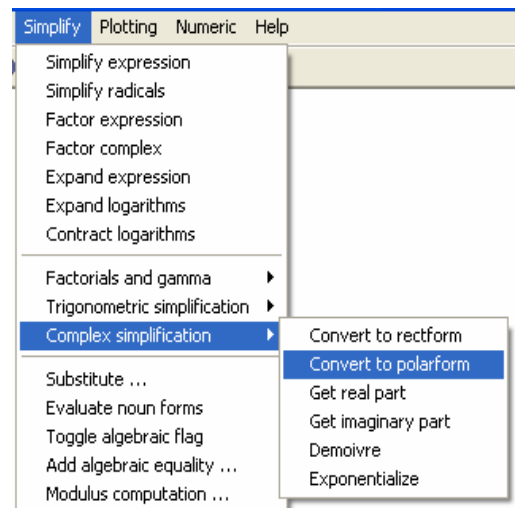 Simplify Plotting Numeric Help
Simplify expression
Simplify radicals
Factor expression
Factor complex
Expand expression
Expand logarithms
Contract logarithms
Factorials and gamma
Trigonometric simplification
Complex simplification
Convert to rectform
Convert to polarform
Get real part
Get imaginary part
Demoivre
Exponentialize
Substitute ...
Evaluate noun forms
Toggle algebraic flag
Add algebraic equality ...
Modulus computation ...